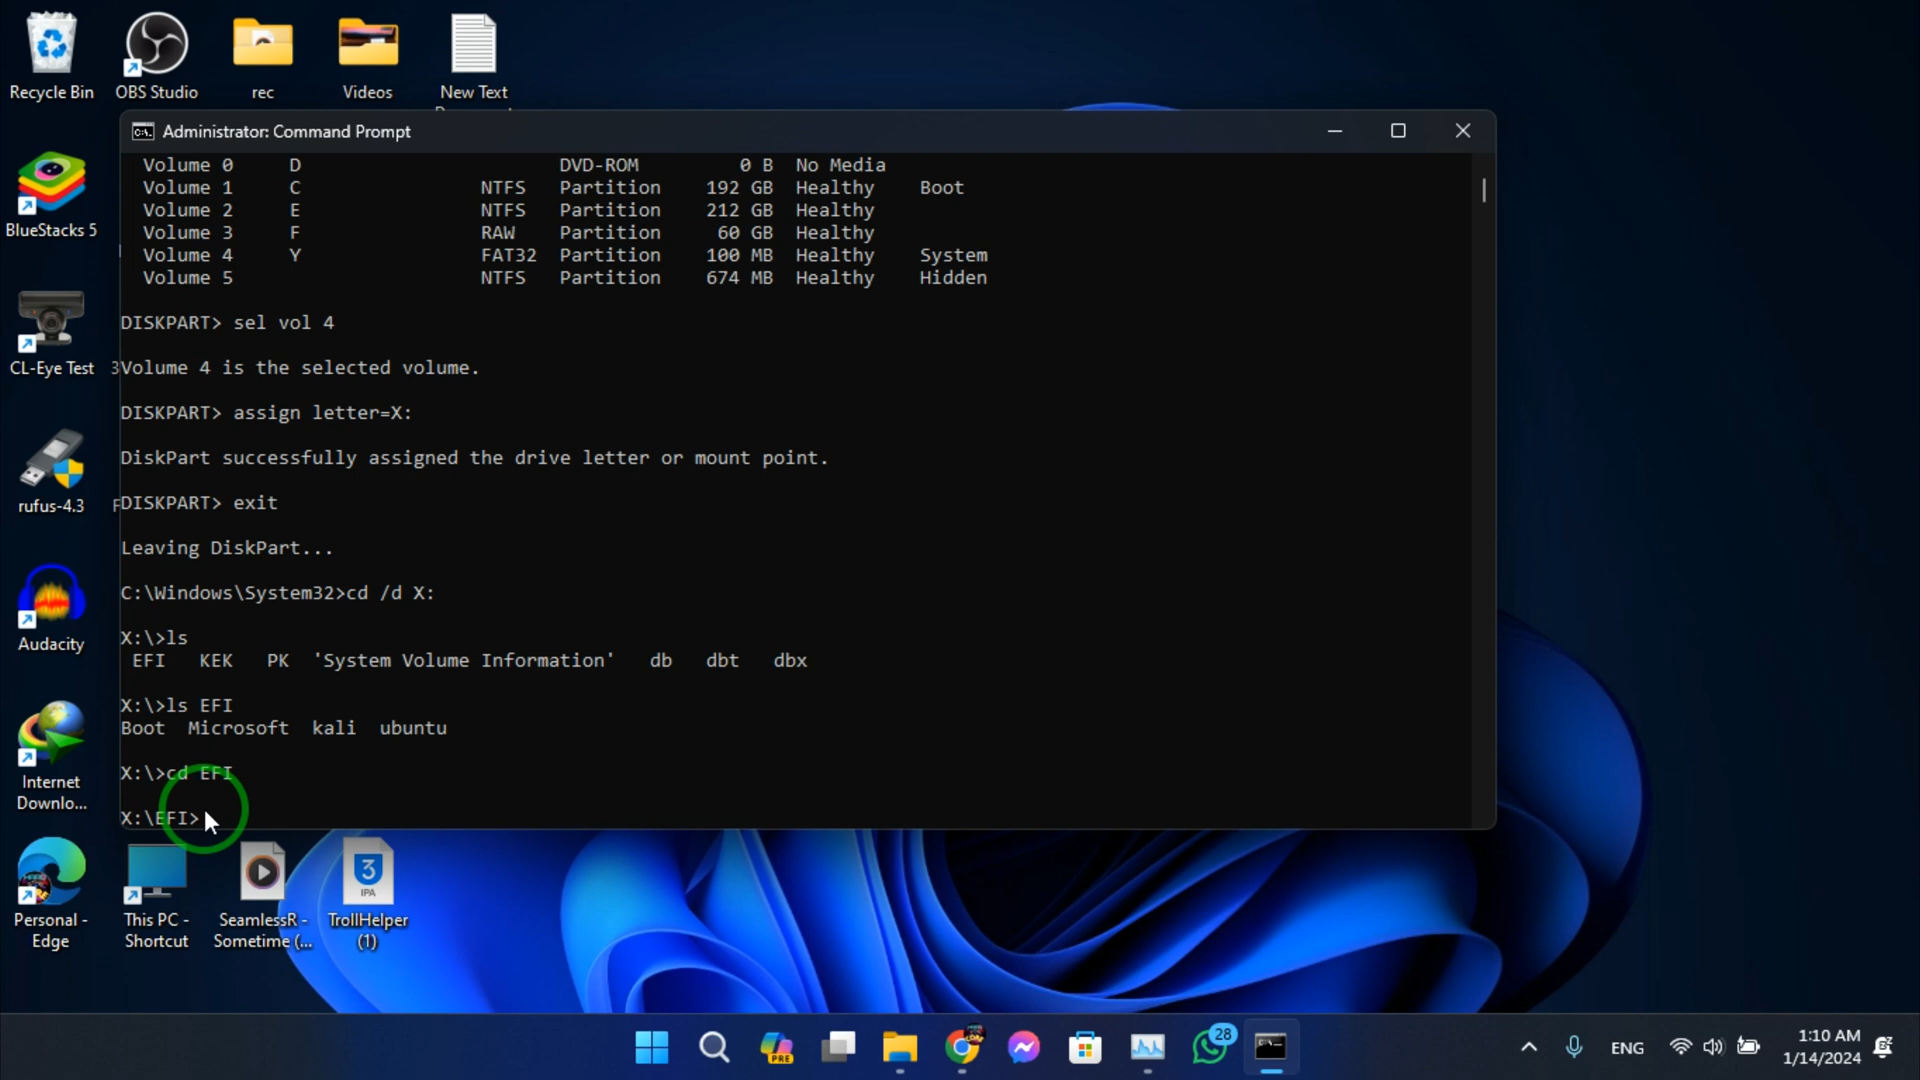 Recycle Bin
OBS Studio
rec
Videos
New Text
Administrator: Command Prompt
Volume 0 D DVD-ROM 0 B No Media
Volume 1 C NTFS Partition 192 GB Healthy Boot
Volume 2 E NTFS Partition 212 GB Healthy
Volume 3 F RAW Partition 60 GB Healthy
Volume 4 Y FAT32 Partition 100 MB Healthy System
Volume 5 NTFS Partition 674 MB Healthy Hidden
DISKPART> sel vol 4
Volume 4 is the selected volume.
DISKPART> assign letter=X:
DiskPart successfully assigned the drive letter or mount point.
DISKPART> exit
Leaving DiskPart...
C:\Windows\System32>cd /d X:
X:\>ls
EFI KEK PK 'System Volume Information' db dbt dbx
X:\>ls EFI
Boot Microsoft kali ubuntu
X:\>cd EFI
X:\EFI>
BlueStacks 5
CL-Eye Test
rufus-4.3
Audacity
Internet
Downlo...
Personal -
Edge
This PC -
Shortcut
SeamlessR -
Sometime (...
3
IPA
TrollHelper
(1)
PRE
28
ENG
1:10 AM
1/14/2024